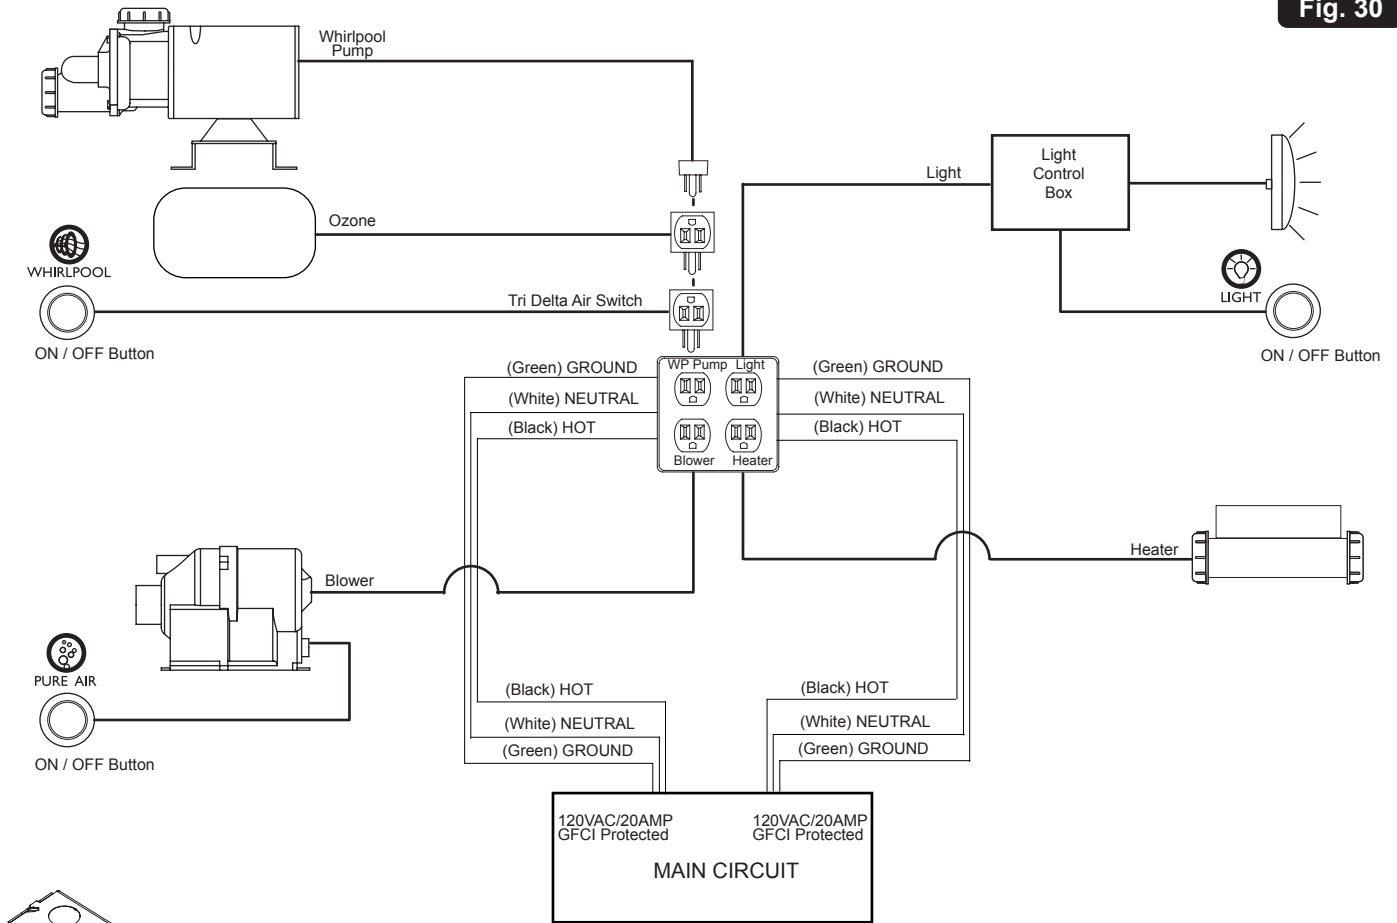 Fig. 30
Whirlpool
Pump
Light
Light
Control
Box
Ozone
WHIRLPOOL
Tri Delta Air Switch
LIGHT
ON / OFF Button
ON / OFF Button
WP Pump Light
(Green) GROUND
(Green) GROUND
(White) NEUTRAL
(White) NEUTRAL
(Black) HOT
(Black) HOT
Blower Heater
Heater
Blower
PURE AIR
(Black) HOT
(Black) HOT
(White) NEUTRAL
(White) NEUTRAL
(Green) GROUND
(Green) GROUND
ON / OFF Button
120VAC/20AMP
GFCI Protected
120VAC/20AMP
GFCI Protected
MAIN CIRCUIT